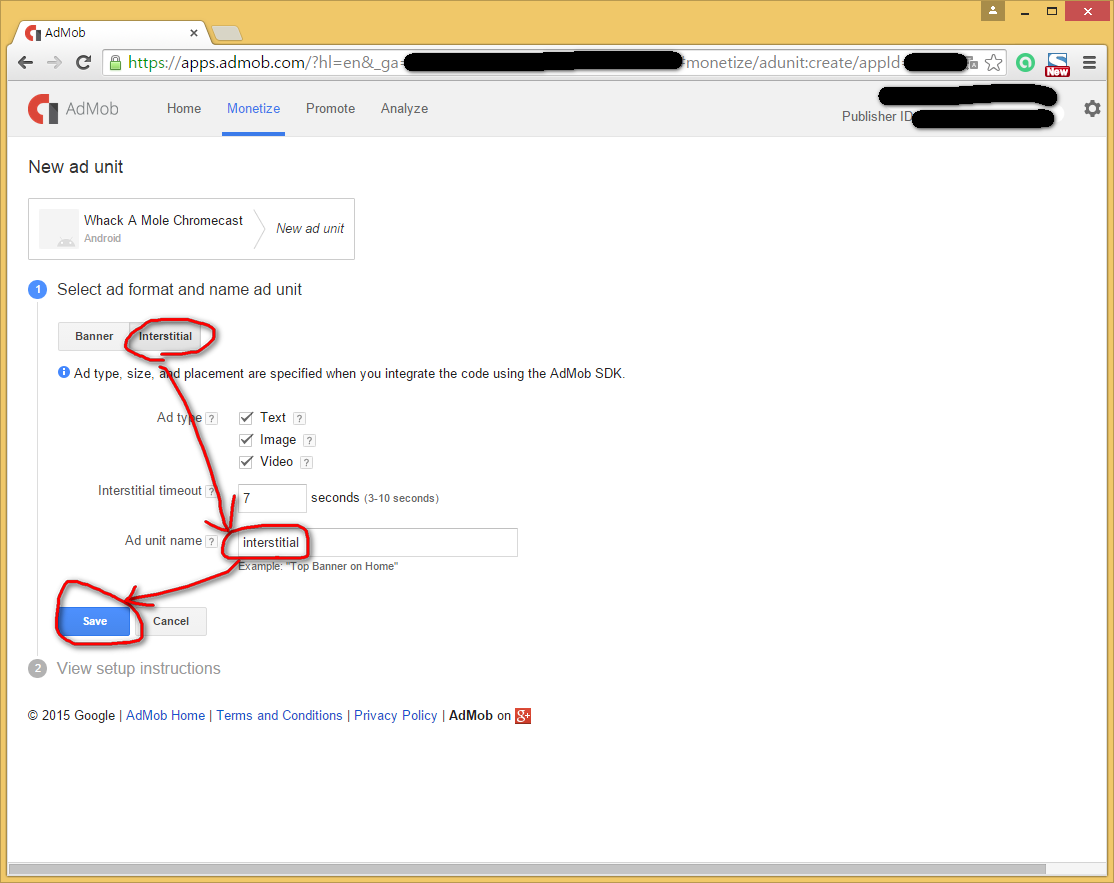 AdMob
https://apps.admob.com/?hl=en&_ga= monetize/adunit:create/appId=
New
AdMob Home Monetize Promote Analyze
Publisher ID
New ad unit
Whack A Mole Chromecast
Android
New ad unit
1 Select ad format and name ad unit
Banner Interstitial
Ad type, size, and placement are specified when you integrate the code using the AdMob SDK.
Ad type ? Text ?
Image ?
Video ?
Interstitial timeout ? 7 seconds (3-10 seconds)
Ad unit name ? interstitial
Example: "Top Banner on Home"
Save Cancel
2 View setup instructions
© 2015 Google | AdMob Home | Terms and Conditions | Privacy Policy | AdMob on g+